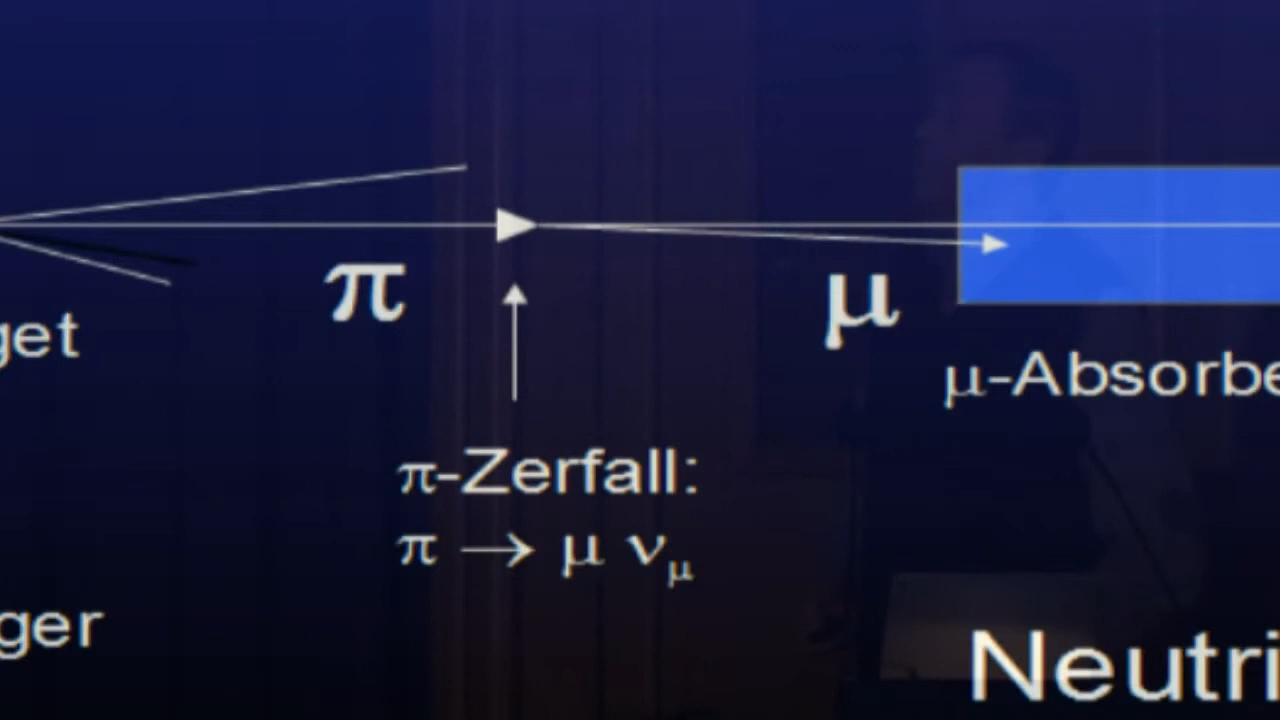 π
μ
get
μ-Absorbe
π-Zerfall:
π → μ ν_μ
ger
Neutri